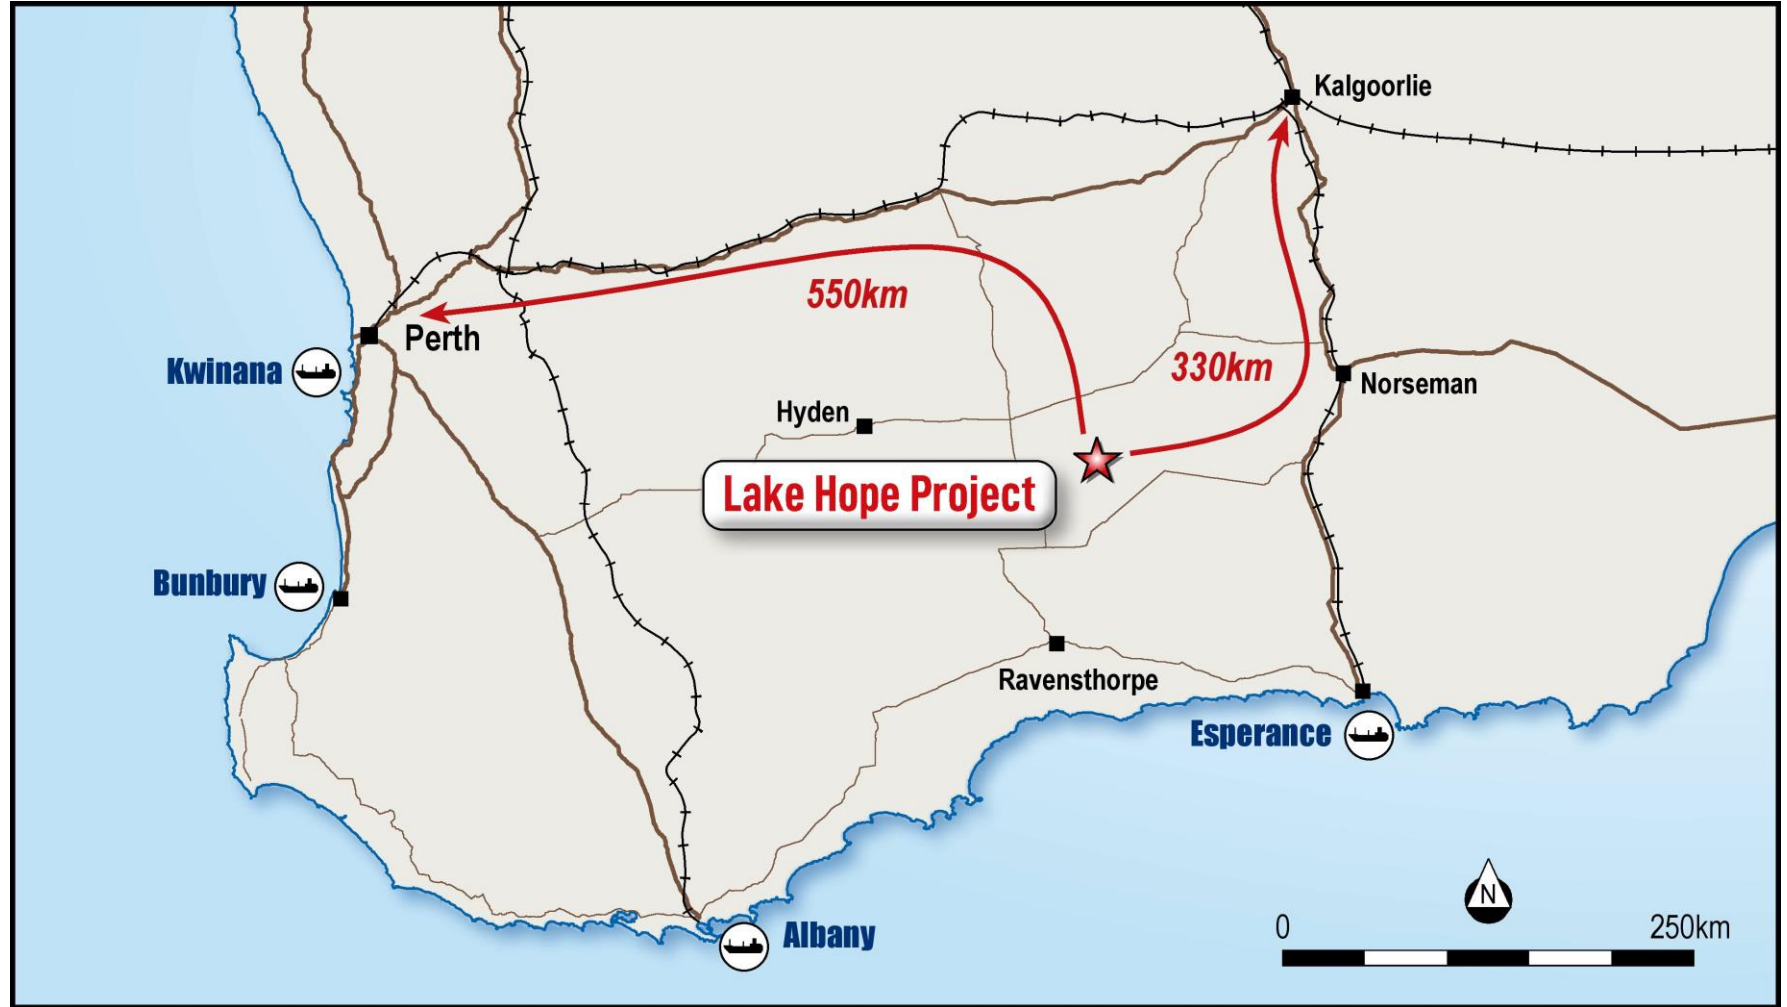 Kalgoorlie
550km
Perth
330km
Kwinana
Norseman
Hyden
Lake Hope Project
Bunbury
Ravensthorpe
Esperance
N
0
250km
Albany